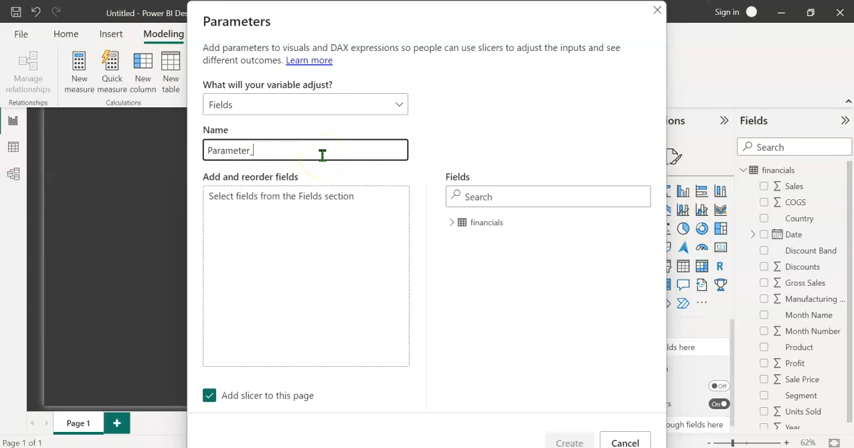 Untitled - Power BI Des
Sign in
File
Home
Insert
Modeling
Manage
relationships
New
measure
Quick
measure
New
column
New
table
Relationships
Calculations
Parameters
Add parameters to visuals and DAX expressions so people can use slicers to adjust the inputs and see
different outcomes. Learn more
What will your variable adjust?
Fields
Name
Parameter_
Add and reorder fields
Select fields from the Fields section
Fields
Search
financials
Add slicer to this page
Create
Cancel
ions
lds here
Off
On
ough fields here
Fields
Search
financials
Sales
COGS
Country
Date
Discount Band
Discounts
Gross Sales
Manufacturing ...
Month Name
Month Number
Product
Profit
Sale Price
Segment
Units Sold
Year
Page 1
Page 1 of 1
62%